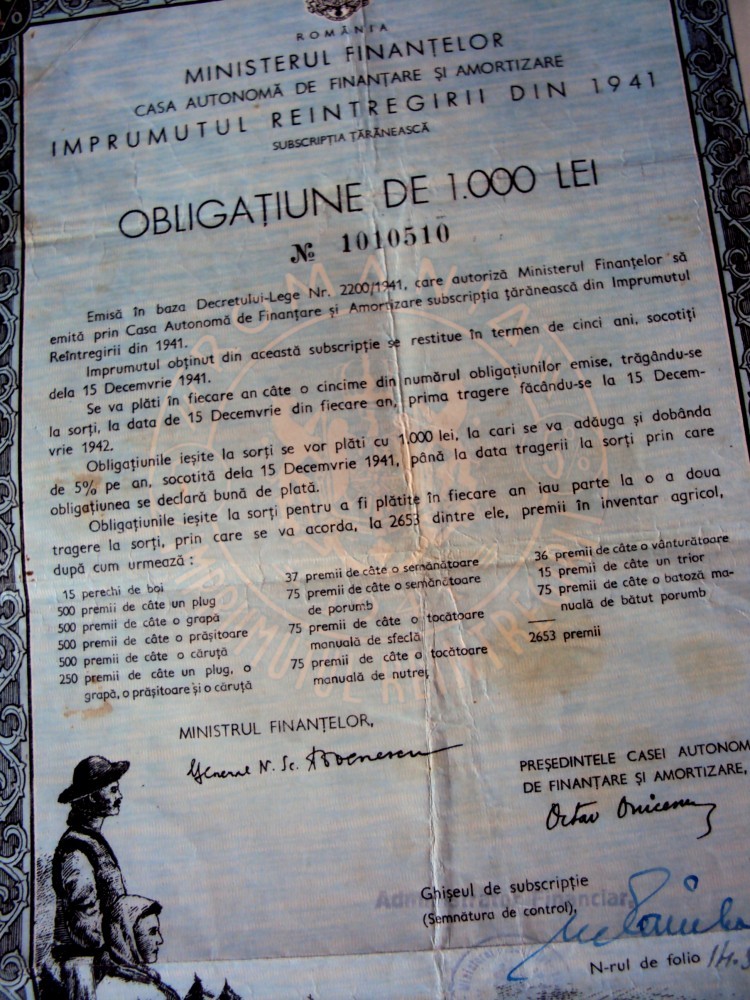 ROMÂNIA
MINISTERUL FINANȚELOR
CASA AUTONOMĂ DE FINANȚARE ȘI AMORTIZARE
IMPRUMUTUL REINTREGIRII DIN 1941
SUBSCRIPȚIA ȚĂRĂNEASCĂ
OBLIGAȚIUNE DE 1.000 LEI
№ 1010510
Emisă în baza Decretului-Lege Nr. 2200/1941, care autoriză Ministerul Finanțelor să
emită prin Casa Autonomă de Finanțare și Amortizare subscripția țărănească din Imprumutul
Reîntregirii din 1941.
Imprumutul obținut din această subscripție se restitue în termen de cinci ani, socotiți
dela 15 Decemvrie 1941.
Se va plăti în fiecare an câte o cincime din numărul obligațiunilor emise, trăgându-se
la sorți, la data de 15 Decemvrie din fiecare an, prima tragere făcându-se la 15 Decem-
vrie 1942.
Obligațiunile ieșite la sorți se vor plăti cu 1.000 lei, la cari se va adăuga și dobânda
de 5% pe an, socotită dela 15 Decemvrie 1941, până la data tragerii la sorți prin care
obligațiunea se declară bună de plată.
Obligațiunile ieșite la sorți pentru a fi plătite în fiecare an iau parte la o a doua
tragere la sorți, prin care se va acorda, la 2653 dintre ele, premii în inventar agricol,
după cum urmează :
15 perechi de boi
500 premii de câte un plug
500 premii de câte o grapă
500 premii de câte o prășitoare
500 premii de câte o căruță
250 premii de câte un plug, o
grapă, o prășitoare și o căruță
37 premii de câte o semănătoare
75 premii de câte o semănătoare
de porumb
75 premii de câte o tocătoare
manuală de sfeclă
75 premii de câte o tocătoare
manuală de nutreț
36 premii de câte o vânturătoare
15 premii de câte un trior
75 premii de câte o batoză ma-
nuală de bătut porumb
2653 premii
MINISTRUL FINANȚELOR,
General N. Sc. Stoenescu
PREȘEDINTELE CASEI AUTONOM
DE FINANȚARE ȘI AMORTIZARE,
Octav Onicescu
Ghișeul de subscripție
Administrator Financiar
(Semnătura de control),
N-rul de folio